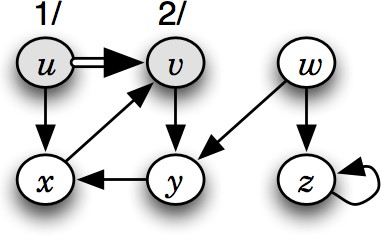 1/ 2/
u v w
x y z